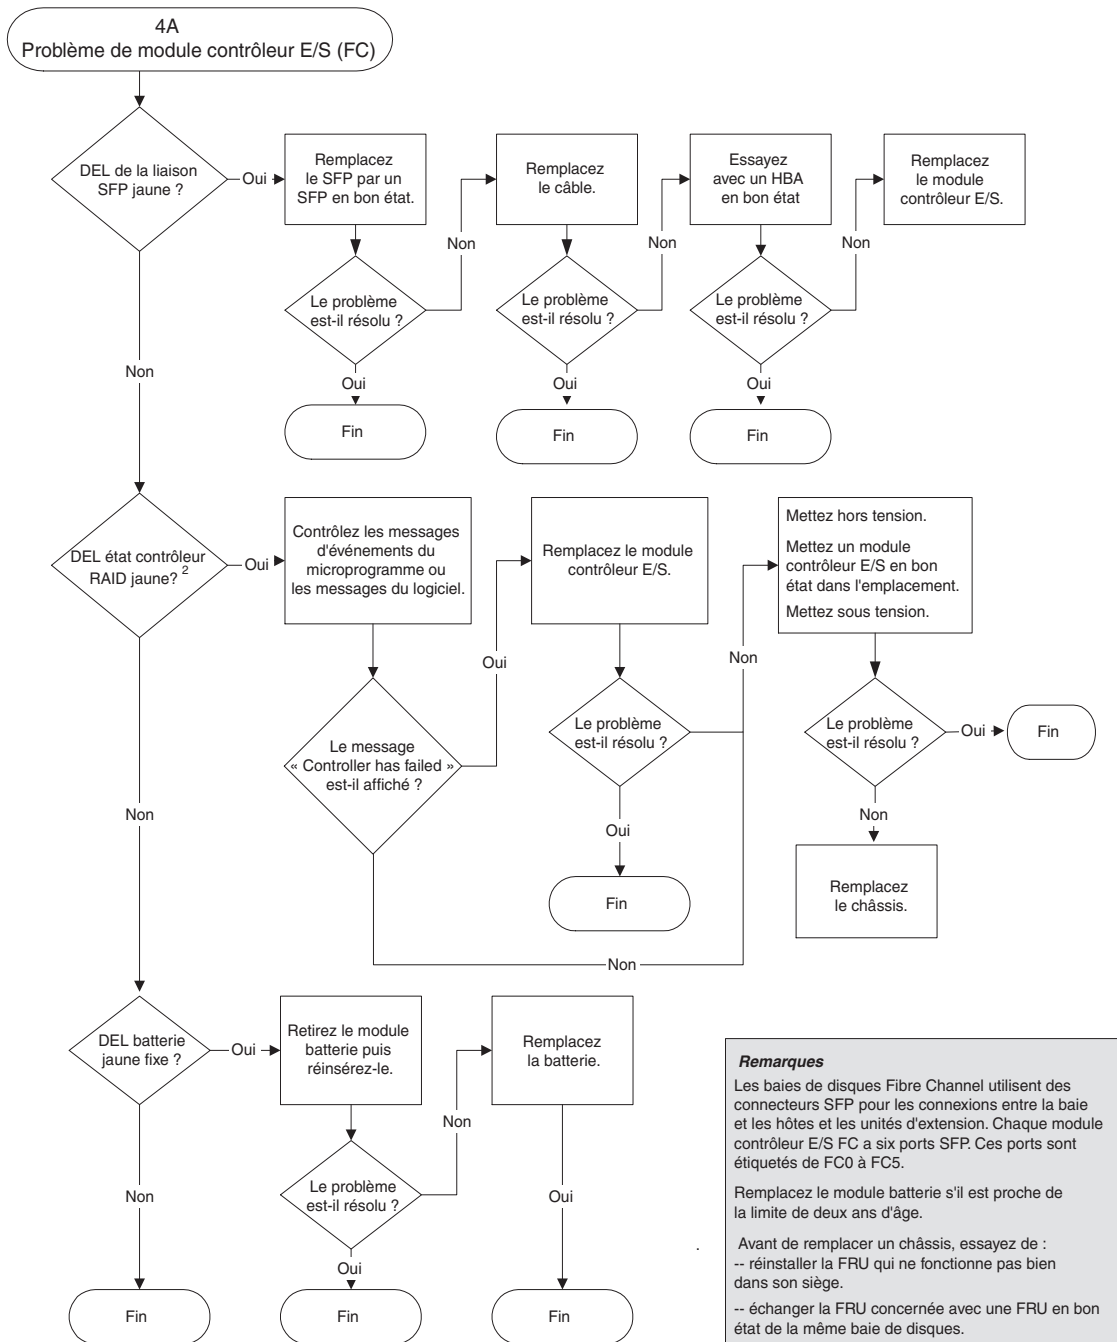 4A
Problème de module contrôleur E/S (FC)
DEL de la liaison
SFP jaune ?
Oui
Remplacez
le SFP par un
SFP en bon état.
Remplacez
le câble.
Essayez
avec un HBA
en bon état
Remplacez
le module
contrôleur E/S.
Non
Non
Non
Le problème
est-il résolu ?
Le problème
est-il résolu ?
Le problème
est-il résolu ?
Non
Oui
Oui
Oui
Fin
Fin
Fin
DEL état contrôleur
RAID jaune? 2
Oui
Contrôlez les messages
d'événements du
microprogramme ou
les messages du logiciel.
Remplacez le module
contrôleur E/S.
Mettez hors tension.
Mettez un module
contrôleur E/S en bon
état dans l'emplacement.
Mettez sous tension.
Oui
Non
Le message
« Controller has failed »
est-il affiché ?
Le problème
est-il résolu ?
Le problème
est-il résolu ?
Oui
Fin
Non
Oui
Non
Fin
Remplacez
le châssis.
Non
DEL batterie
jaune fixe ?
Oui
Retirez le module
batterie puis
réinsérez-le.
Remplacez
la batterie.
Non
Non
Le problème
est-il résolu ?
Oui
Oui
Fin
Fin
Fin
.
Remarques
Les baies de disques Fibre Channel utilisent des
connecteurs SFP pour les connexions entre la baie
et les hôtes et les unités d'extension. Chaque module
contrôleur E/S FC a six ports SFP. Ces ports sont
étiquetés de FC0 à FC5.
Remplacez le module batterie s'il est proche de
la limite de deux ans d'âge.
Avant de remplacer un châssis, essayez de :
-- réinstaller la FRU qui ne fonctionne pas bien
dans son siège.
-- échanger la FRU concernée avec une FRU en bon
état de la même baie de disques.